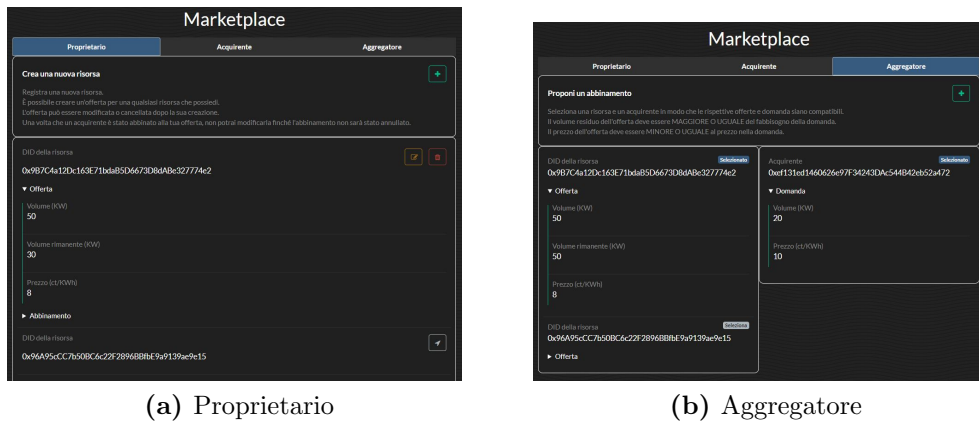 Marketplace
Proprietario
Acquirente
Aggregatore
Crea una nuova risorsa
+
Registra una nuova risorsa.
È possibile creare un'offerta per una qualsiasi risorsa che possiedi.
L'offerta può essere modificata o cancellata dopo la sua creazione.
Una volta che un acquirente è stato abbinato alla tua offerta, non potrai modificarla finché l'abbinamento non sarà stato annullato.
DID della risorsa
0x9B7C4a12Dc163E71bdaB5D6673D8dABe327774e2
▼ Offerta
Volume (KW)
50
Volume rimanente (KW)
30
Prezzo (ct/KWh)
8
▶ Abbinamento
DID della risorsa
0x96A95cCC7b50BC6c22F2896BBfbE9a9139ae9e15
(a) Proprietario
Marketplace
Proprietario
Acquirente
Aggregatore
Proponi un abbinamento
+
Seleziona una risorsa e un acquirente in modo che le rispettive offerte e domanda siano compatibili.
Il volume residuo dell'offerta deve essere MAGGIORE O UGUALE del fabbisogno della domanda.
Il prezzo dell'offerta deve essere MINORE O UGUALE al prezzo nella domanda.
DID della risorsa
Selezionato
0x9B7C4a12Dc163E71bdaB5D6673D8dABe327774e2
▼ Offerta
Volume (KW)
50
Volume rimanente (KW)
50
Prezzo (ct/KWh)
8
DID della risorsa
Seleziona
0x96A95cCC7b50BC6c22F2896BBfbE9a9139ae9e15
▶ Offerta
Acquirente
Selezionato
0xef131ed1460626e97F34243DAc544B42eb52a472
▼ Domanda
Volume (KW)
20
Prezzo (ct/KWh)
10
(b) Aggregatore